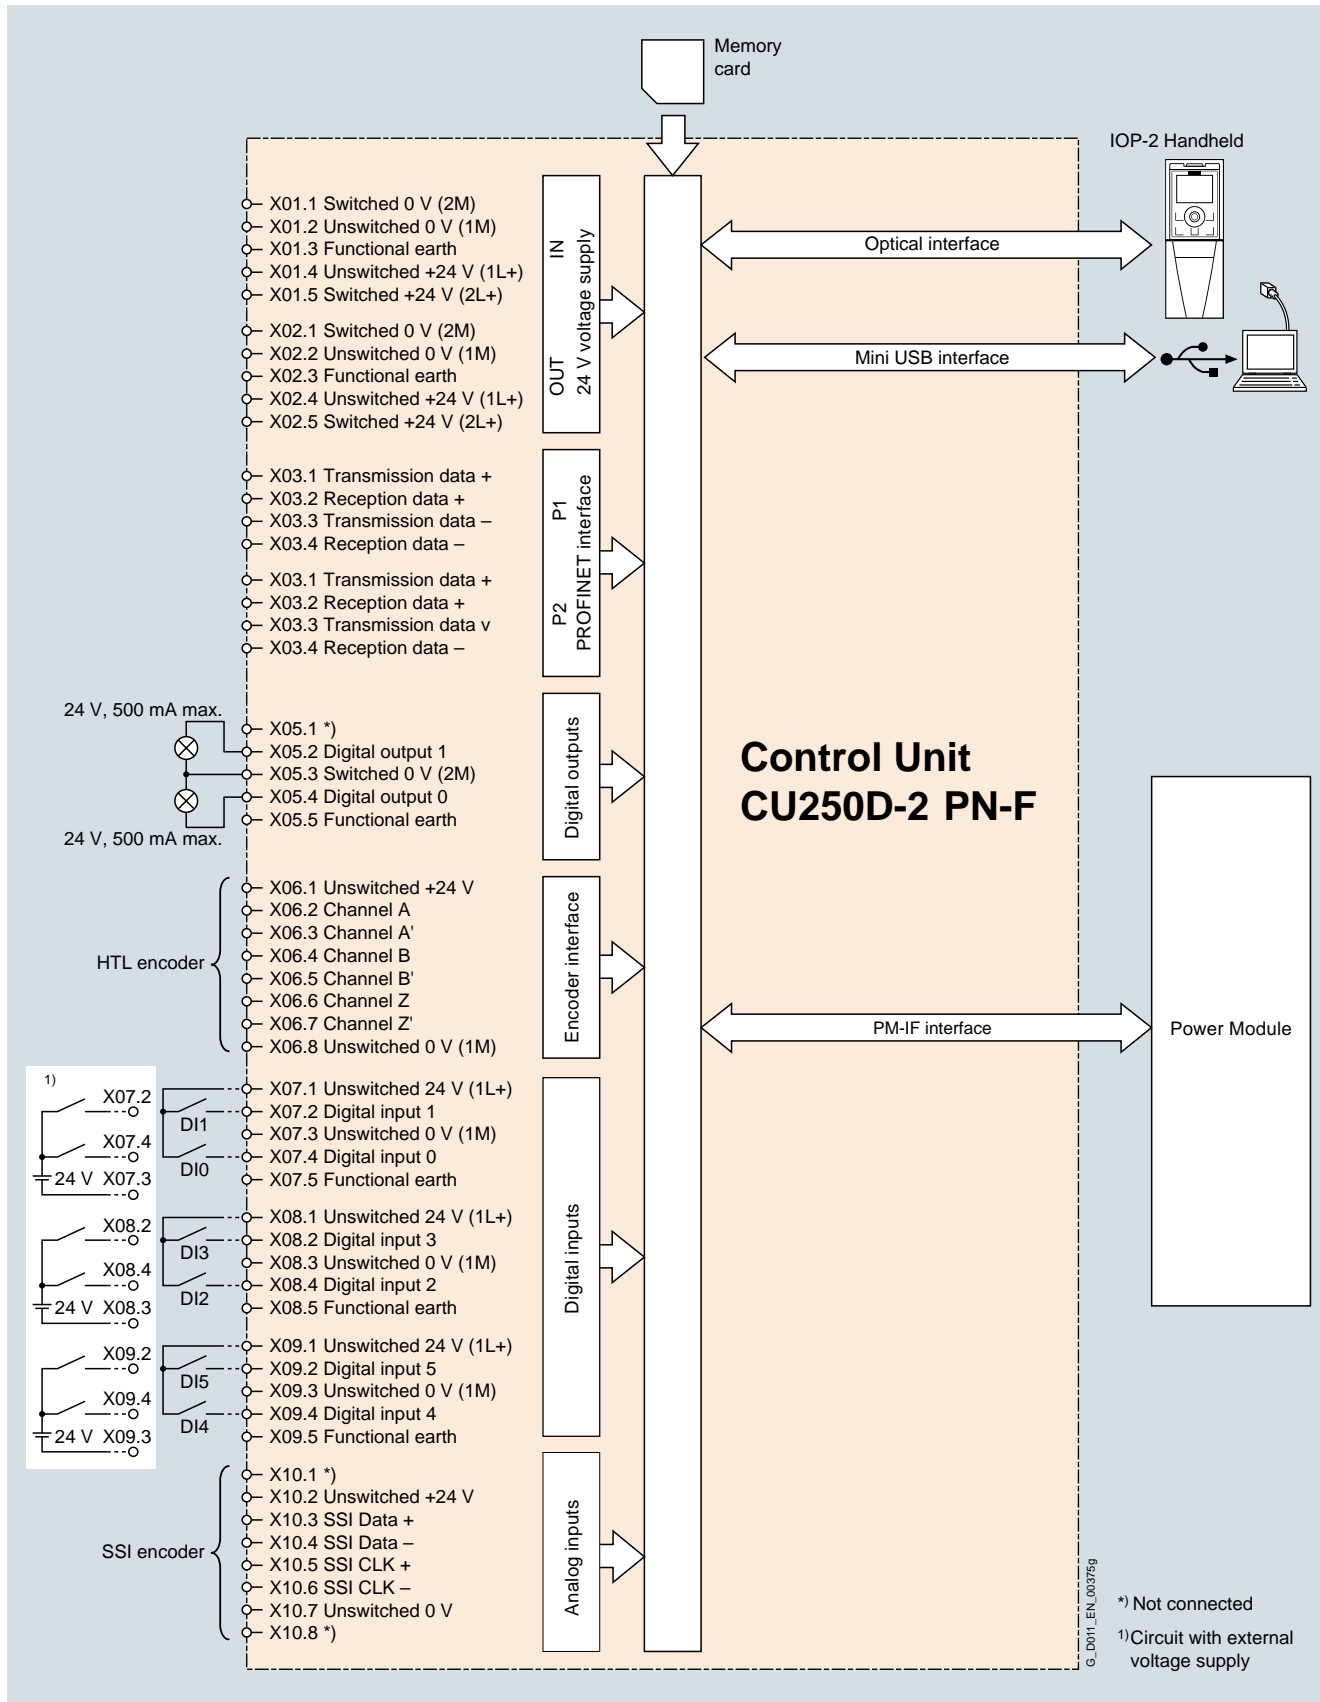 Memory
card
IOP-2 Handheld
X01.1 Switched 0 V (2M)
X01.2 Unswitched 0 V (1M)
X01.3 Functional earth
X01.4 Unswitched +24 V (1L+)
X01.5 Switched +24 V (2L+)
X02.1 Switched 0 V (2M)
X02.2 Unswitched 0 V (1M)
X02.3 Functional earth
X02.4 Unswitched +24 V (1L+)
X02.5 Switched +24 V (2L+)
OUT IN
24 V voltage supply
Optical interface
Mini USB interface
X03.1 Transmission data +
X03.2 Reception data +
X03.3 Transmission data –
X03.4 Reception data –
X03.1 Transmission data +
X03.2 Reception data +
X03.3 Transmission data v
X03.4 Reception data –
P2 P1
PROFINET interface
24 V, 500 mA max.
24 V, 500 mA max.
X05.1 *)
X05.2 Digital output 1
X05.3 Switched 0 V (2M)
X05.4 Digital output 0
X05.5 Functional earth
Digital outputs
Control Unit
CU250D-2 PN-F
HTL encoder
X06.1 Unswitched +24 V
X06.2 Channel A
X06.3 Channel A'
X06.4 Channel B
X06.5 Channel B'
X06.6 Channel Z
X06.7 Channel Z'
X06.8 Unswitched 0 V (1M)
Encoder interface
PM-IF interface
Power Module
1)
X07.2
X07.4
24 V X07.3
DI1
DI0
X07.1 Unswitched 24 V (1L+)
X07.2 Digital input 1
X07.3 Unswitched 0 V (1M)
X07.4 Digital input 0
X07.5 Functional earth
X08.2
X08.4
24 V X08.3
DI3
DI2
X08.1 Unswitched 24 V (1L+)
X08.2 Digital input 3
X08.3 Unswitched 0 V (1M)
X08.4 Digital input 2
X08.5 Functional earth
X09.2
X09.4
24 V X09.3
DI5
DI4
X09.1 Unswitched 24 V (1L+)
X09.2 Digital input 5
X09.3 Unswitched 0 V (1M)
X09.4 Digital input 4
X09.5 Functional earth
Digital inputs
SSI encoder
X10.1 *)
X10.2 Unswitched +24 V
X10.3 SSI Data +
X10.4 SSI Data –
X10.5 SSI CLK +
X10.6 SSI CLK –
X10.7 Unswitched 0 V
X10.8 *)
Analog inputs
G_D011_EN_00375g
*) Not connected
1) Circuit with external
voltage supply